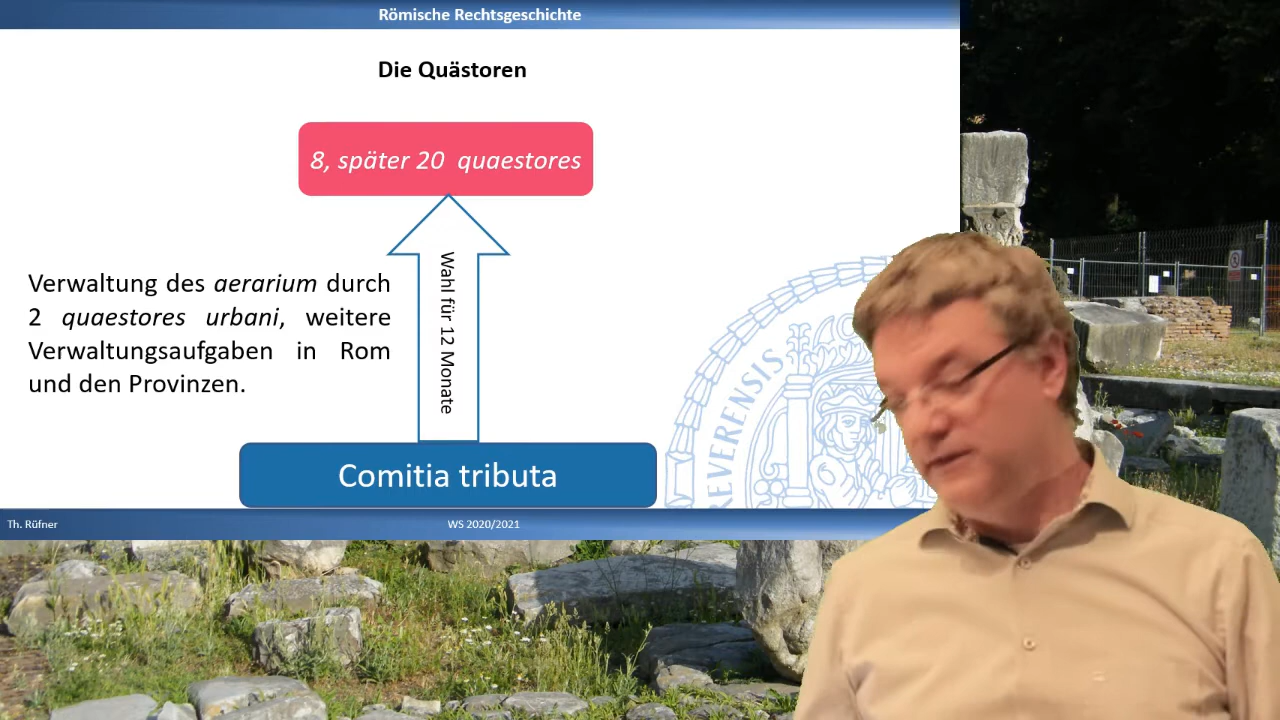 Römische Rechtsgeschichte
Die Quästoren
8, später 20 quaestores
Wahl für 12 Monate
Verwaltung des aerarium durch
2 quaestores urbani, weitere
Verwaltungsaufgaben in Rom
und den Provinzen.
Comitia tributa
REVERENSIS
Th. Rüfner
WS 2020/2021